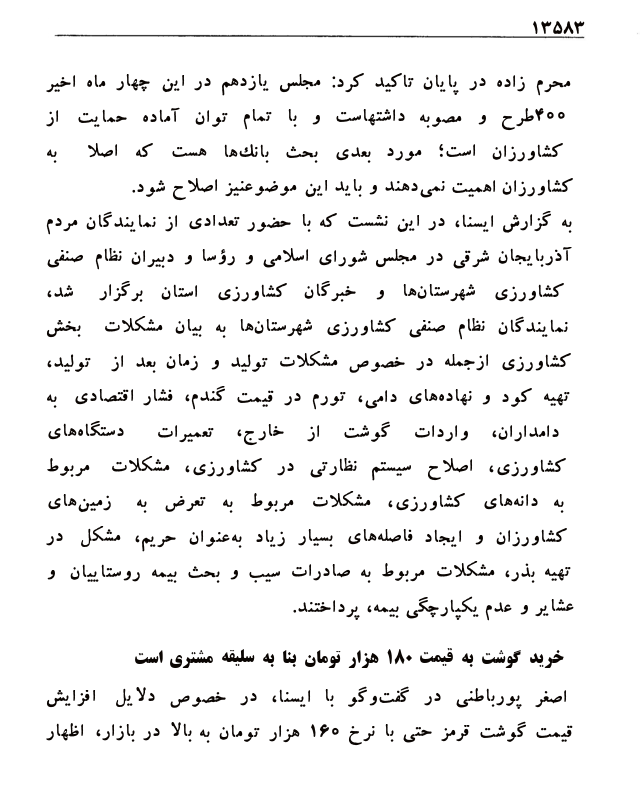 ۱۳۵۸۳
محرم زاده در پایان تاکید کرد: مجلس یازدهم در این چهار ماه اخیر
۴۰۰طرح و مصوبه داشتهاست و با تمام توان آماده حمایت از
کشاورزان است؛ مورد بعدی بحث بانك‌ها هست که اصلا به
کشاورزان اهمیت نمی‌دهند و باید این موضوعنیز اصلاح شود.
به گزارش ایسنا، در این نشست که با حضور تعدادی از نمایندگان مردم
آذربایجان شرقی در مجلس شورای اسلامی و رؤسا و دبیران نظام صنفی
کشاورزی شهرستان‌ها و خبرگان کشاورزی استان برگزار شد،
نمایندگان نظام صنفی کشاورزی شهرستان‌ها به بیان مشکلات بخش
کشاورزی ازجمله در خصوص مشکلات تولید و زمان بعد از تولید،
تهیه کود و نهاده‌های دامی، تورم در قیمت گندم، فشار اقتصادی به
دامداران، واردات گوشت از خارج، تعمیرات دستگاه‌های
کشاورزی، اصلاح سیستم نظارتی در کشاورزی، مشکلات مربوط
به دانه‌های کشاورزی، مشکلات مربوط به تعرض به زمین‌های
کشاورزان و ایجاد فاصله‌های بسیار زیاد به‌عنوان حریم، مشکل در
تهیه بذر، مشکلات مربوط به صادرات سیب و بحث بیمه روستاییان و
عشایر و عدم یکپارچگی بیمه، پرداختند.
خرید گوشت به قیمت ۱۸۰ هزار تومان بنا به سلیقه مشتری است
اصغر پورباطنی در گفت‌وگو با ایسنا، در خصوص دلایل افزایش
قیمت گوشت قرمز حتی با نرخ ۱۶۰ هزار تومان به بالا در بازار، اظهار